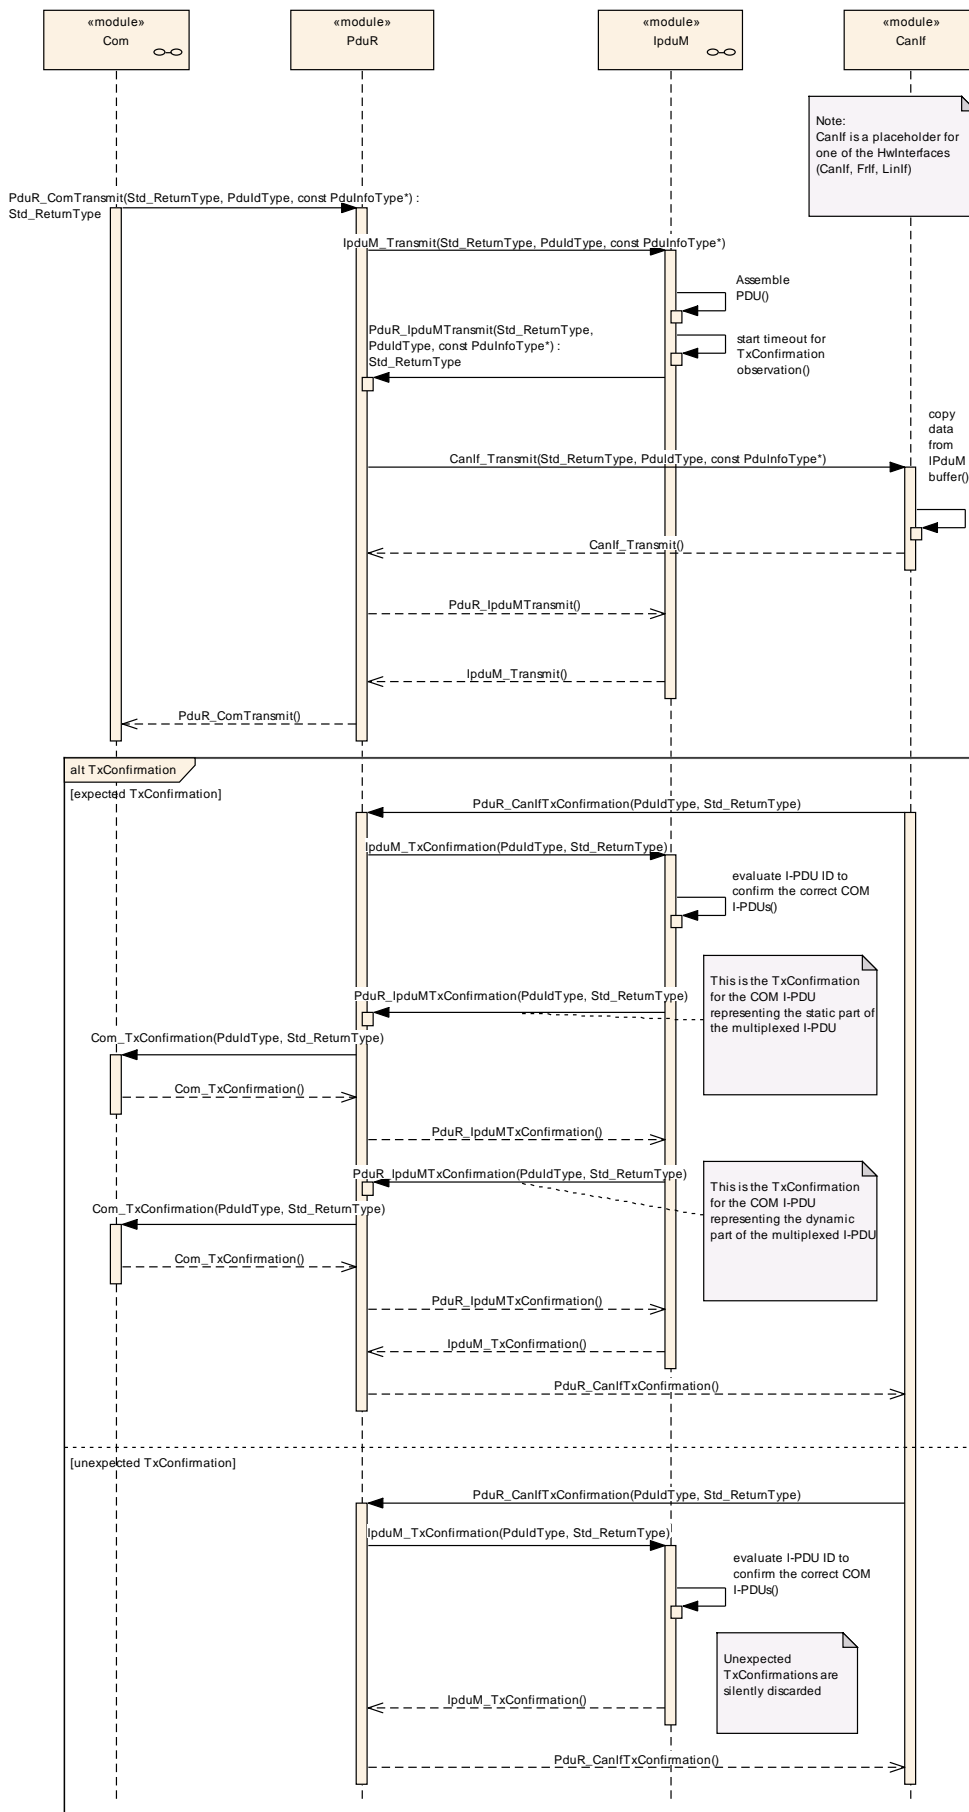 «module»
Com
«module»
PduR
«module»
IpduM
«module»
CanIf
Note:
CanIf is a placeholder for
one of the HwInterfaces
(CanIf, FrIf, LinIf)
PduR_ComTransmit(Std_ReturnType, PduIdType, const PduInfoType*) :
Std_ReturnType
IpduM_Transmit(Std_ReturnType, PduIdType, const PduInfoType*)
Assemble
PDU()
PduR_IpduMTransmit(Std_ReturnType,
PduIdType, const PduInfoType*) :
Std_ReturnType
start timeout for
TxConfirmation
observation()
copy
data
from
IPduM
buffer()
CanIf_Transmit(Std_ReturnType, PduIdType, const PduInfoType*)
CanIf_Transmit()
PduR_IpduMTransmit()
IpduM_Transmit()
PduR_ComTransmit()
alt TxConfirmation
[expected TxConfirmation]
PduR_CanIfTxConfirmation(PduIdType, Std_ReturnType)
IpduM_TxConfirmation(PduIdType, Std_ReturnType)
evaluate I-PDU ID to
confirm the correct COM
I-PDUs()
This is the TxConfirmation
for the COM I-PDU
representing the static part of
the multiplexed I-PDU
PduR_IpduMTxConfirmation(PduIdType, Std_ReturnType)
Com_TxConfirmation(PduIdType, Std_ReturnType)
Com_TxConfirmation()
PduR_IpduMTxConfirmation()
PduR_IpduMTxConfirmation(PduIdType, Std_ReturnType)
This is the TxConfirmation
for the COM I-PDU
representing the dynamic
part of the multiplexed I-PDU
Com_TxConfirmation(PduIdType, Std_ReturnType)
Com_TxConfirmation()
PduR_IpduMTxConfirmation()
IpduM_TxConfirmation()
PduR_CanIfTxConfirmation()
[unexpected TxConfirmation]
PduR_CanIfTxConfirmation(PduIdType, Std_ReturnType)
IpduM_TxConfirmation(PduIdType, Std_ReturnType)
evaluate I-PDU ID to
confirm the correct COM
I-PDUs()
Unexpected
TxConfirmations are
silently discarded
IpduM_TxConfirmation()
PduR_CanIfTxConfirmation()